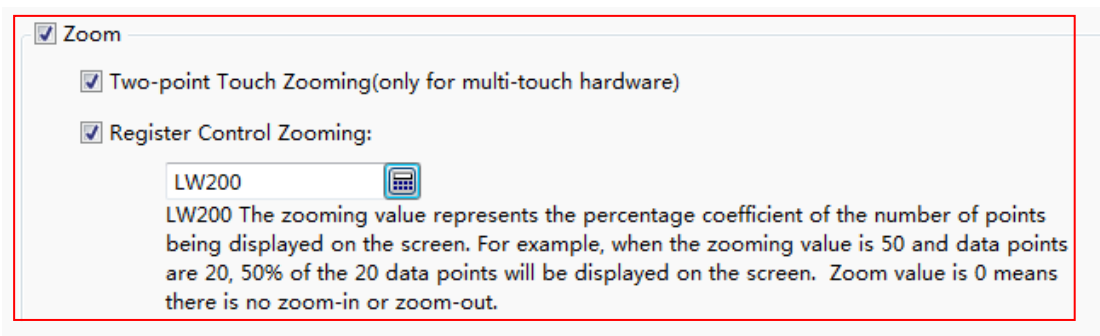 Zoom
Two-point Touch Zooming(only for multi-touch hardware)
Register Control Zooming:
LW200
LW200 The zooming value represents the percentage coefficient of the number of points
being displayed on the screen. For example, when the zooming value is 50 and data points
are 20, 50% of the 20 data points will be displayed on the screen.  Zoom value is 0 means
there is no zoom-in or zoom-out.